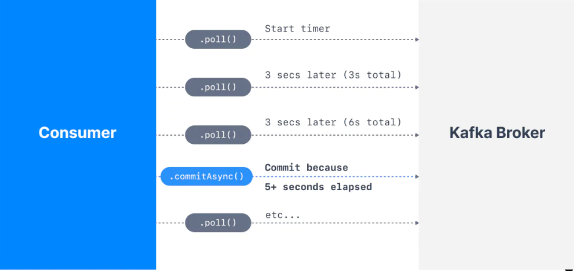 Start timer
.poll()
3 secs later (3s total)
.poll()
3 secs later (6s total)
Consumer
.poll()
Kafka Broker
Commit because
.commitAsync()
5+ seconds elapsed
etc...
.poll()